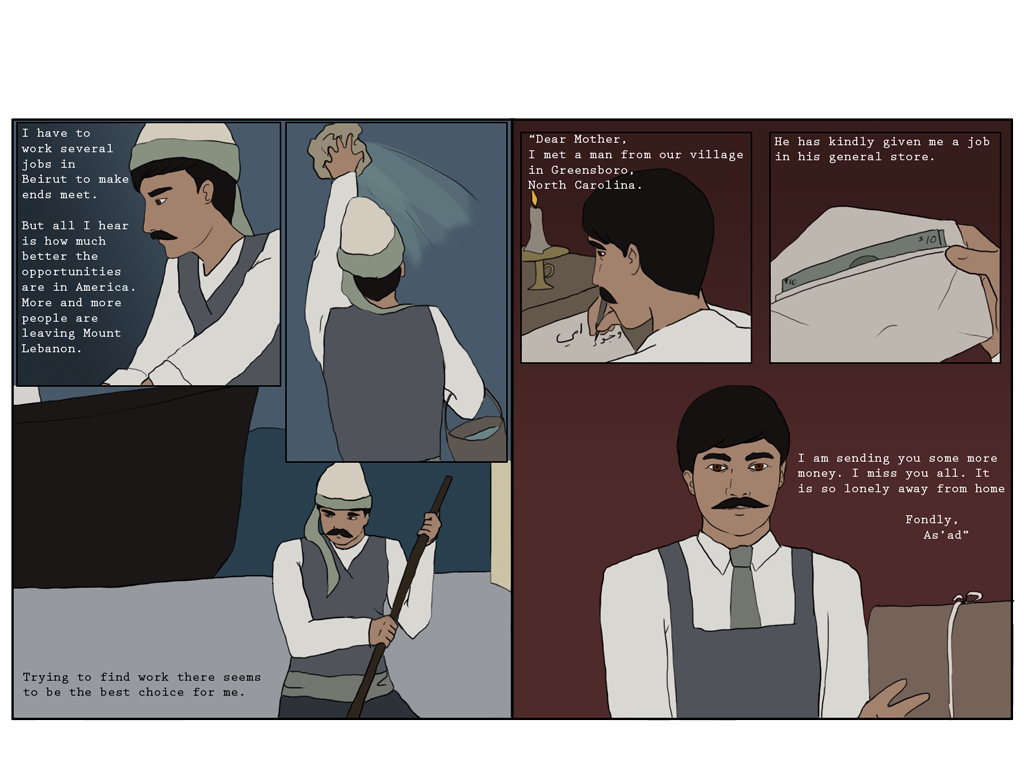 I have to
work several
jobs in
Beirut to make
ends meet.
But all I hear
is how much
better the
opportunities
are in America.
More and more
people are
leaving Mount
Lebanon.
Trying to find work there seems
to be the best choice for me.
“Dear Mother,
I met a man from our village
in Greensboro,
North Carolina.
امي
He has kindly given me a job
in his general store.
$10
$10
I am sending you some more
money. I miss you all. It
is so lonely away from home
Fondly,
As’ad”